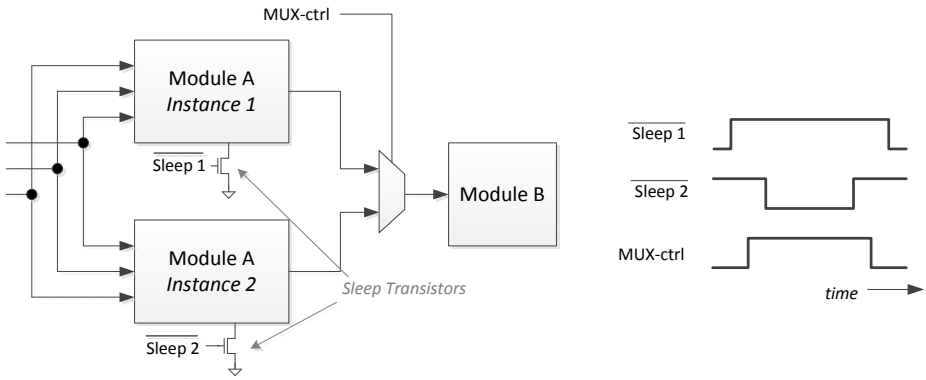 MUX-ctrl
Module A
Instance 1
Sleep 1
Module B
Module A
Instance 2
Sleep Transistors
Sleep 2
Sleep 1
Sleep 2
MUX-ctrl
time